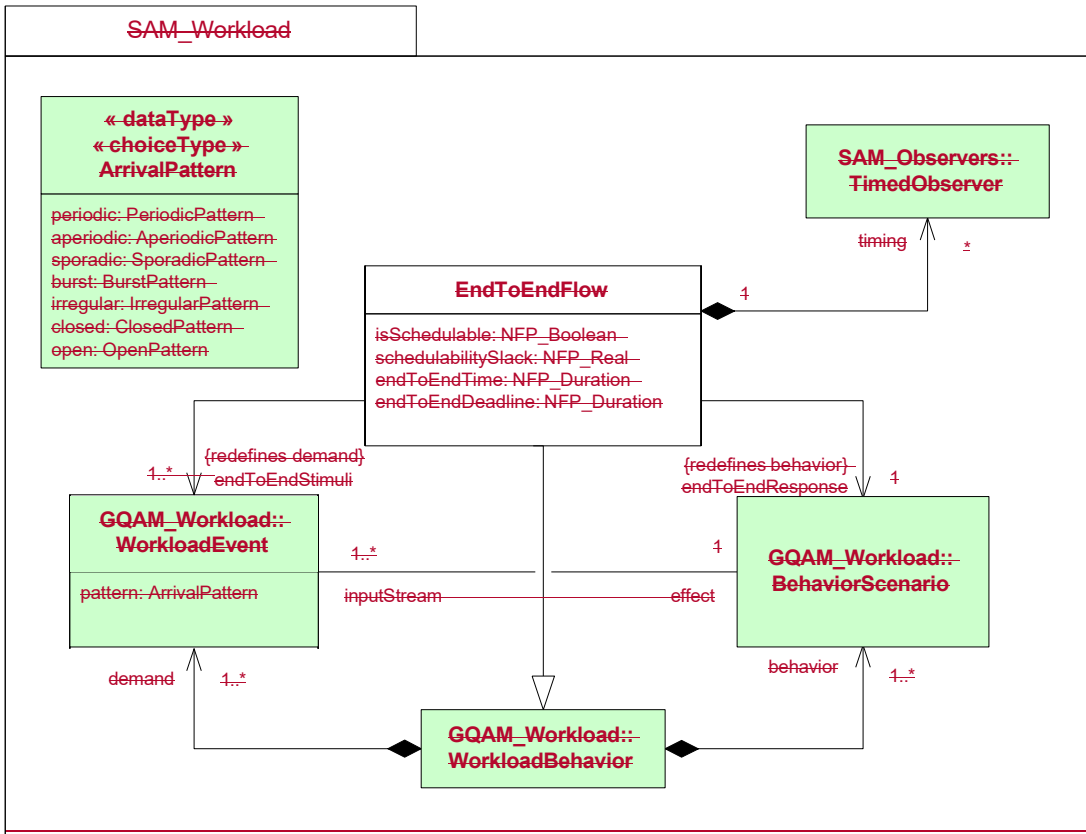 SAM_Workload
« dataType »
« choiceType »
ArrivalPattern
periodic: PeriodicPattern
aperiodic: AperiodicPattern
sporadic: SporadicPattern
burst: BurstPattern
irregular: IrregularPattern
closed: ClosedPattern
open: OpenPattern
SAM_Observers::
TimedObserver
timing
*
EndToEndFlow
1
isSchedulable: NFP_Boolean
schedulabilitySlack: NFP_Real
endToEndTime: NFP_Duration
endToEndDeadline: NFP_Duration
{redefines demand}
1..*
endToEndStimuli
{redefines behavior}
endToEndResponse
1
GQAM_Workload::
WorkloadEvent
pattern: ArrivalPattern
1..*
1
inputStream
effect
GQAM_Workload::
BehaviorScenario
demand
1..*
behavior
1..*
GQAM_Workload::
WorkloadBehavior